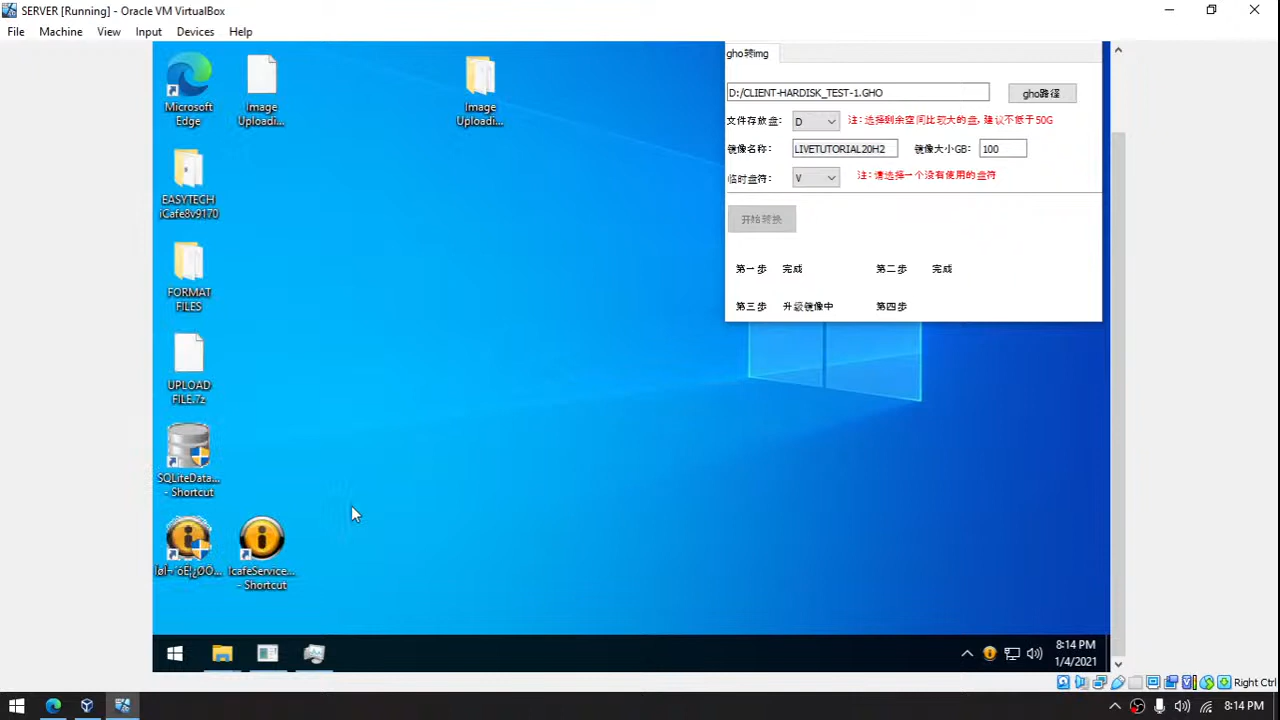 SERVER [Running] - Oracle VM VirtualBox
File Machine View Input Devices Help
gho转img
D:/CLIENT-HARDISK_TEST-1.GHO gho路径
文件存放盘: D 注:选择剩余空间比较大的盘,建议不低于50G
镜像名称: LIVETUTORIAL20H2 镜像大小GB: 100
临时盘符: V 注:请选择一个没有使用的盘符
开始转换
第一步 完成 第二步 完成
第三步 升级镜像中 第四步
Microsoft
Edge
Image
Uploadi...
Image
Uploadi...
EASYTECH
iCafe8v9170
FORMAT
FILES
UPLOAD
FILE.7z
SQLiteData...
- Shortcut
IcafeService...
- Shortcut
8:14 PM
1/4/2021
Right Ctrl
8:14 PM